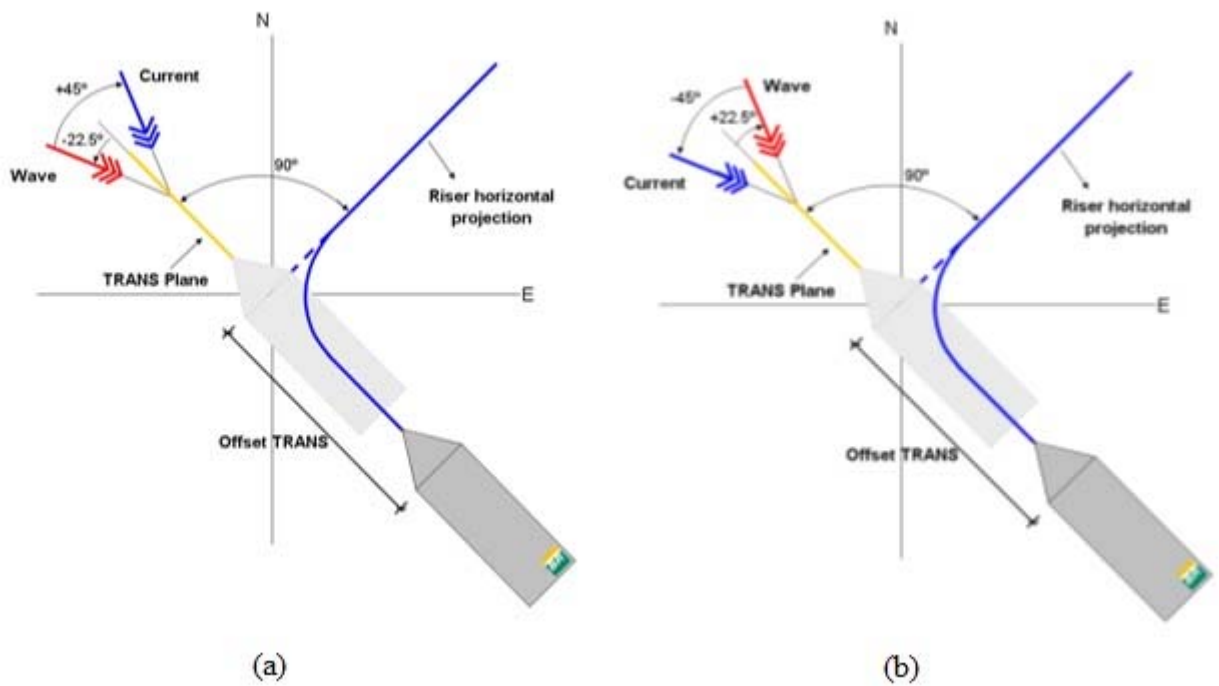 N
Current
+45°
-22.5°
Wave
90°
Riser horizontal
projection
TRANS Plane
E
Offset TRANS
(a)
N
Wave
-45°
+22.5°
Current
90°
Riser horizontal
projection
TRANS Plane
E
Offset TRANS
(b)